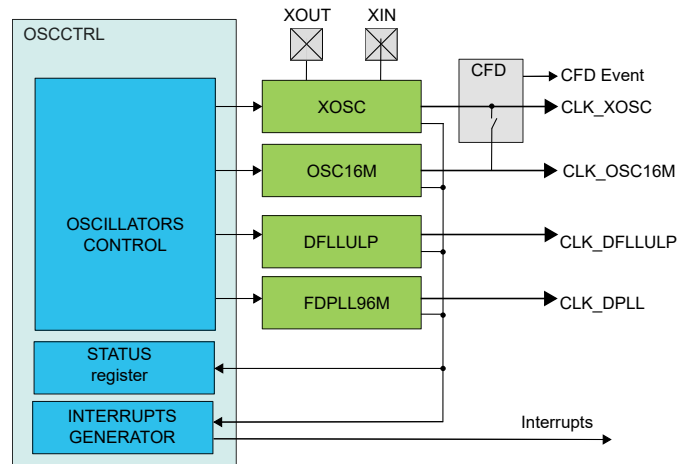 XOUT
XIN
OSCCTRL
CFD
CFD Event
XOSC
CLK_XOSC
OSC16M
CLK_OSC16M
OSCILLATORS
CONTROL
DFLLULP
CLK_DFLLULP
FDPLL96M
CLK_DPLL
STATUS
register
INTERRUPTS
GENERATOR
Interrupts